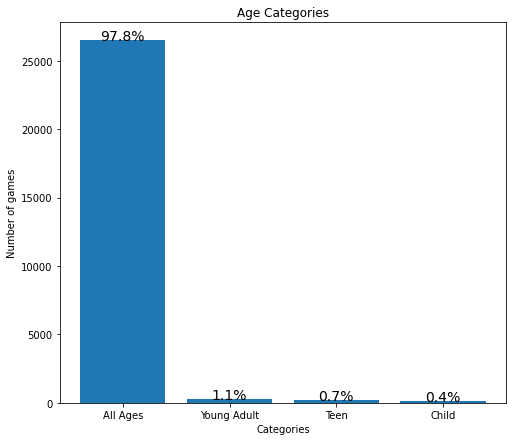 Age Categories
97.8%
25000
20000
15000
10000
5000
0
Number of games
1.1%
0.7%
0.4%
All Ages
Young Adult
Teen
Child
Categories